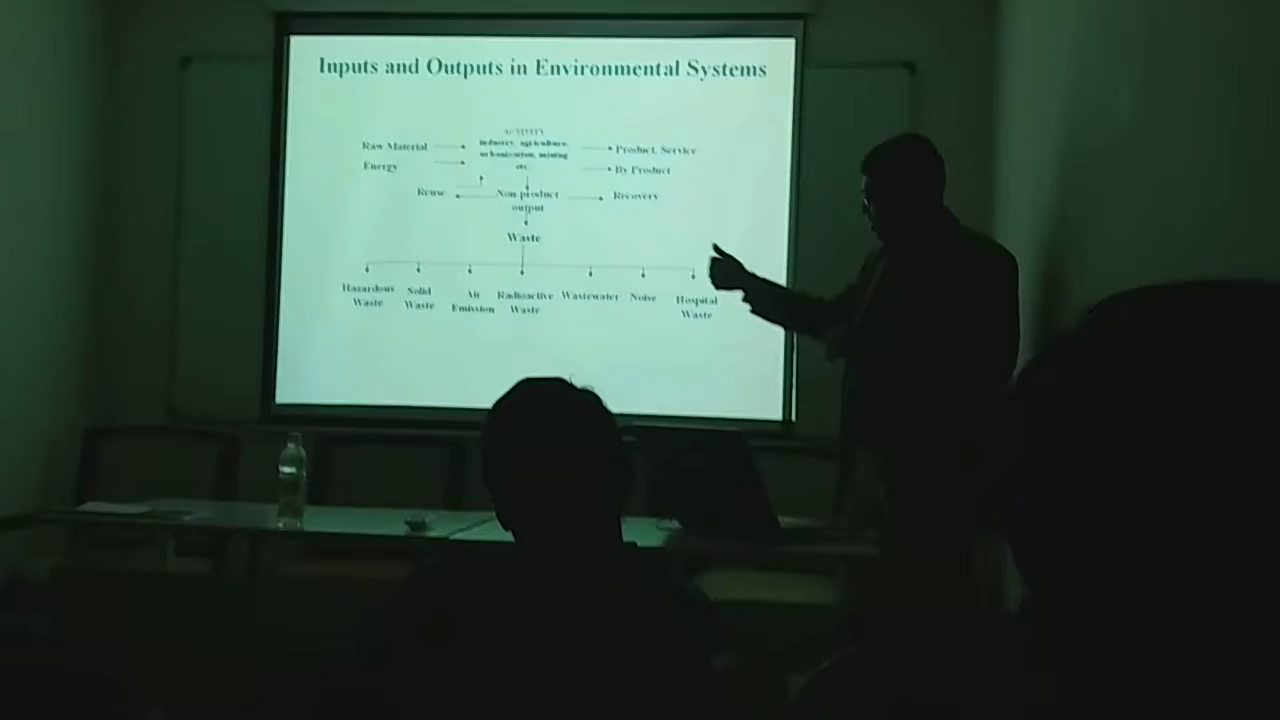 Inputs and Outputs in Environmental Systems
ACTIVITY
Raw Material
industry, agriculture,
Product, Service
urbanization, mining
Energy
etc.
By Product
Reuse
Non product
Recovery
output
Waste
Hazardous
Waste
Solid
Waste
Air
Emission
Radioactive
Waste
Wastewater
Noise
Hospital
Waste